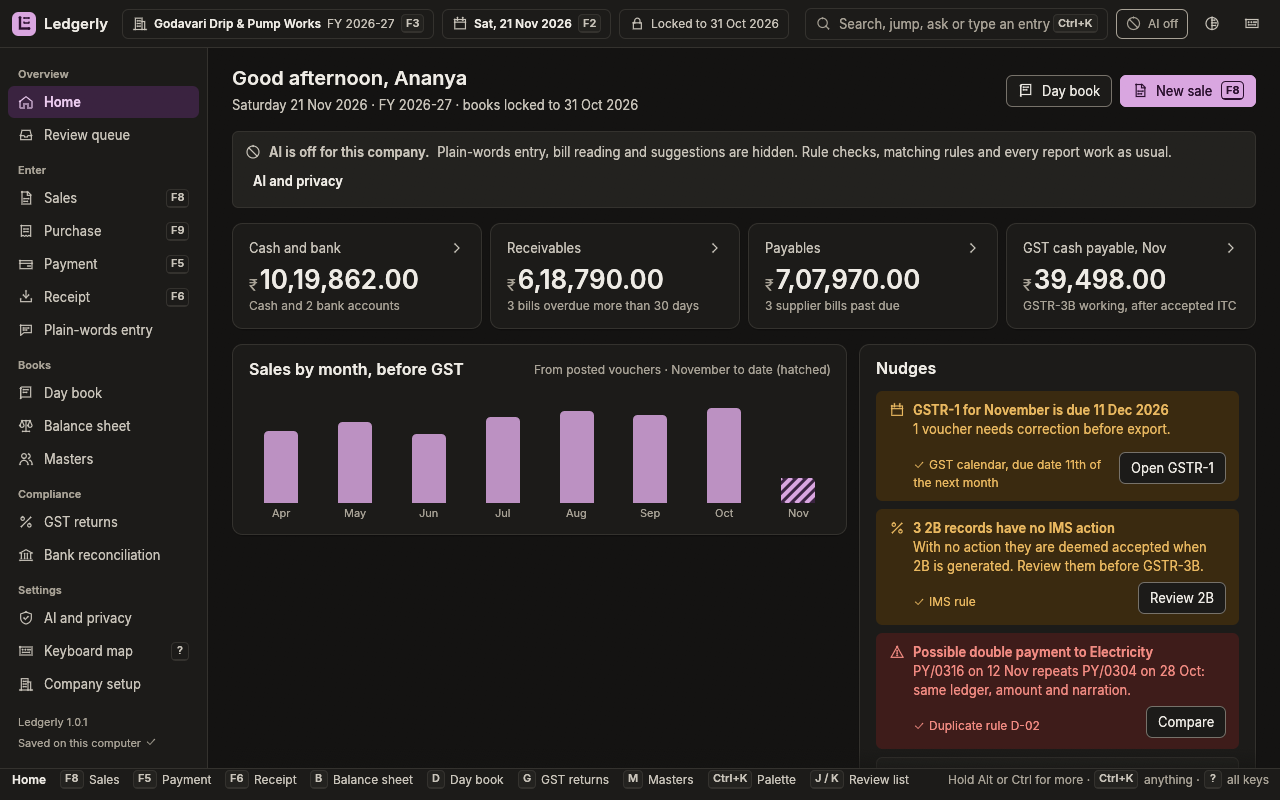 Ledgerly
Godavari Drip & Pump Works FY 2026-27 F3
Sat, 21 Nov 2026 F2
Locked to 31 Oct 2026
Search, jump, ask or type an entry Ctrl+K
AI off
Overview
Home
Review queue
Enter
Sales F8
Purchase F9
Payment F5
Receipt F6
Plain-words entry
Books
Day book
Balance sheet
Masters
Compliance
GST returns
Bank reconciliation
Settings
AI and privacy
Keyboard map ?
Company setup
Ledgerly 1.0.1
Saved on this computer
Good afternoon, Ananya
Saturday 21 Nov 2026 · FY 2026-27 · books locked to 31 Oct 2026
Day book
New sale F8
AI is off for this company. Plain-words entry, bill reading and suggestions are hidden. Rule checks, matching rules and every report work as usual.
AI and privacy
Cash and bank
₹10,19,862.00
Cash and 2 bank accounts
Receivables
₹6,18,790.00
3 bills overdue more than 30 days
Payables
₹7,07,970.00
3 supplier bills past due
GST cash payable, Nov
₹39,498.00
GSTR-3B working, after accepted ITC
Sales by month, before GST
From posted vouchers · November to date (hatched)
Apr May Jun Jul Aug Sep Oct Nov
Nudges
GSTR-1 for November is due 11 Dec 2026
1 voucher needs correction before export.
✓ GST calendar, due date 11th of
the next month
Open GSTR-1
3 2B records have no IMS action
With no action they are deemed accepted when
2B is generated. Review them before GSTR-3B.
✓ IMS rule
Review 2B
Possible double payment to Electricity
PY/0316 on 12 Nov repeats PY/0304 on 28 Oct:
same ledger, amount and narration.
✓ Duplicate rule D-02
Compare
Home F8 Sales F5 Payment F6 Receipt B Balance sheet D Day book G GST returns M Masters Ctrl+K Palette J / K Review list
Hold Alt or Ctrl for more · Ctrl+K anything · ? all keys